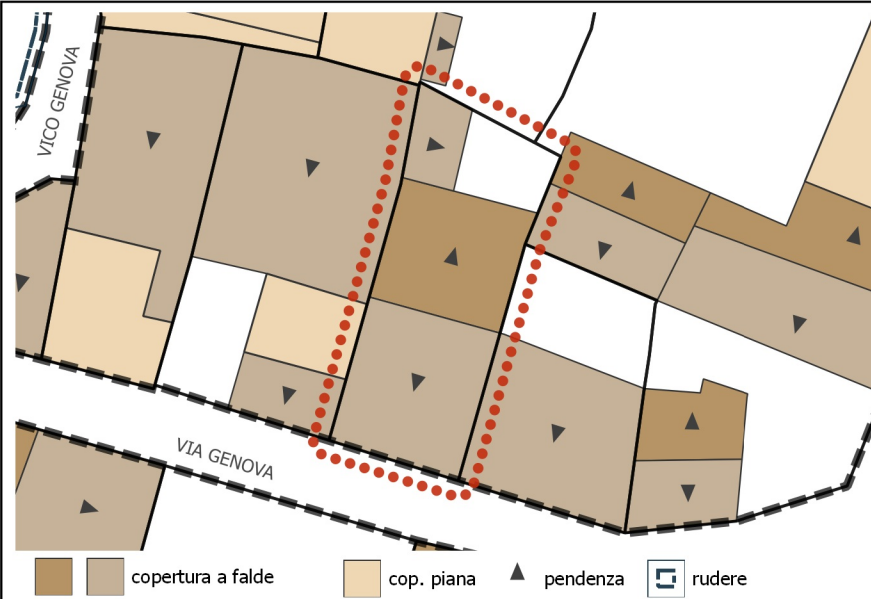 VICO GENOVA
VIA GENOVA
copertura a falde
cop. piana
pendenza
rudere